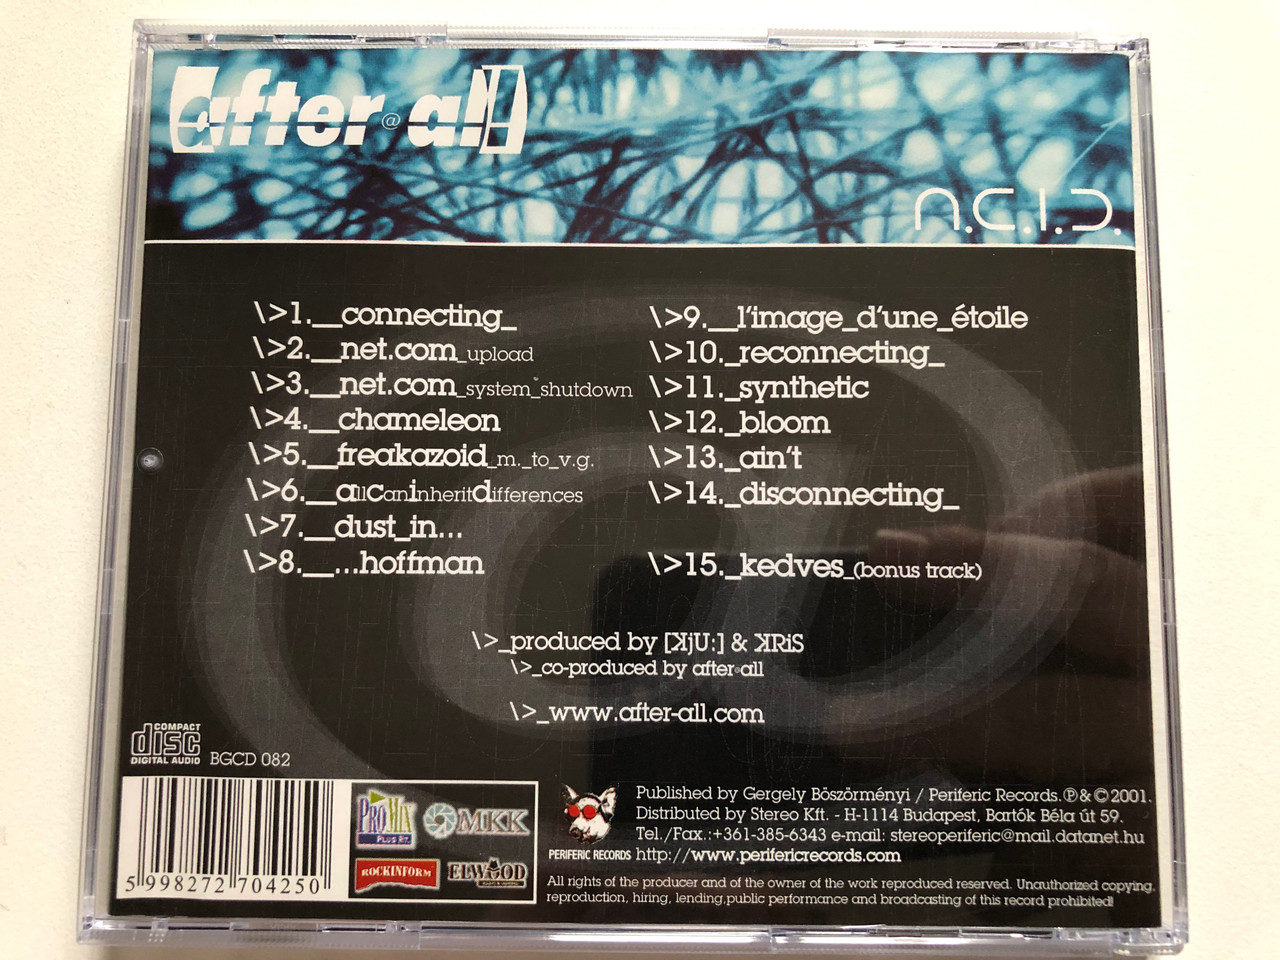 after@all
A.C.I.D.
\>1.__connecting_
\>2.__net.com_upload
\>3.__net.com_system_shutdown
\>4.__chameleon
\>5.__freakazoid_m._to_v.g.
\>6.__allcaninheritdifferences
\>7.__dust_in...
\>8.__...hoffman
\>9.__l'image_d'une_étoile
\>10._reconnecting_
\>11._synthetic
\>12._bloom
\>13._ain't
\>14._disconnecting_
\>15._kedves_(bonus track)
\>_produced by [KjU:] & KRiS
\>_co-produced by after@all
\>_www.after-all.com
COMPACT
disc
DIGITAL AUDIO
BGCD 082
5 998272 704250
PROMIX
PLUS RT.
MKK
ROCKINFORM
ELWOOD
PERIFERIC RECORDS
Published by Gergely Böszörményi / Periferic Records.Ⓟ&©2001.
Distributed by Stereo Kft. - H-1114 Budapest, Bartók Béla út 59.
Tel./Fax.:+361-385-6343 e-mail: stereoperiferic@mail.datanet.hu
http://www.perifericrecords.com
All rights of the producer and of the owner of the work reproduced reserved. Unauthorized copying,
reproduction, hiring, lending,public performance and broadcasting of this record prohibited!